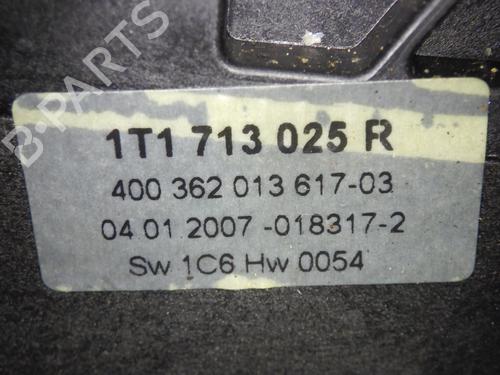 B-PARTS
1T1 713 025 R
400 362 013 617-03
04 01 2007 -018317-2
Sw 1C6 Hw 0054